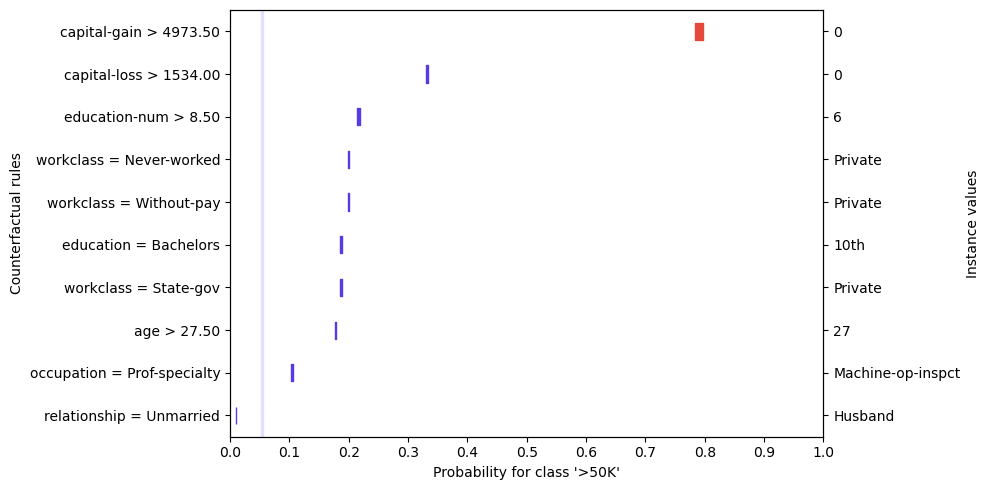 Counterfactual rules
capital-gain > 4973.50
0
capital-loss > 1534.00
0
education-num > 8.50
6
workclass = Never-worked
Private
workclass = Without-pay
Private
education = Bachelors
10th
workclass = State-gov
Private
age > 27.50
27
occupation = Prof-specialty
Machine-op-inspct
relationship = Unmarried
Husband
Instance values
0.0 0.1 0.2 0.3 0.4 0.5 0.6 0.7 0.8 0.9 1.0
Probability for class '>50K'